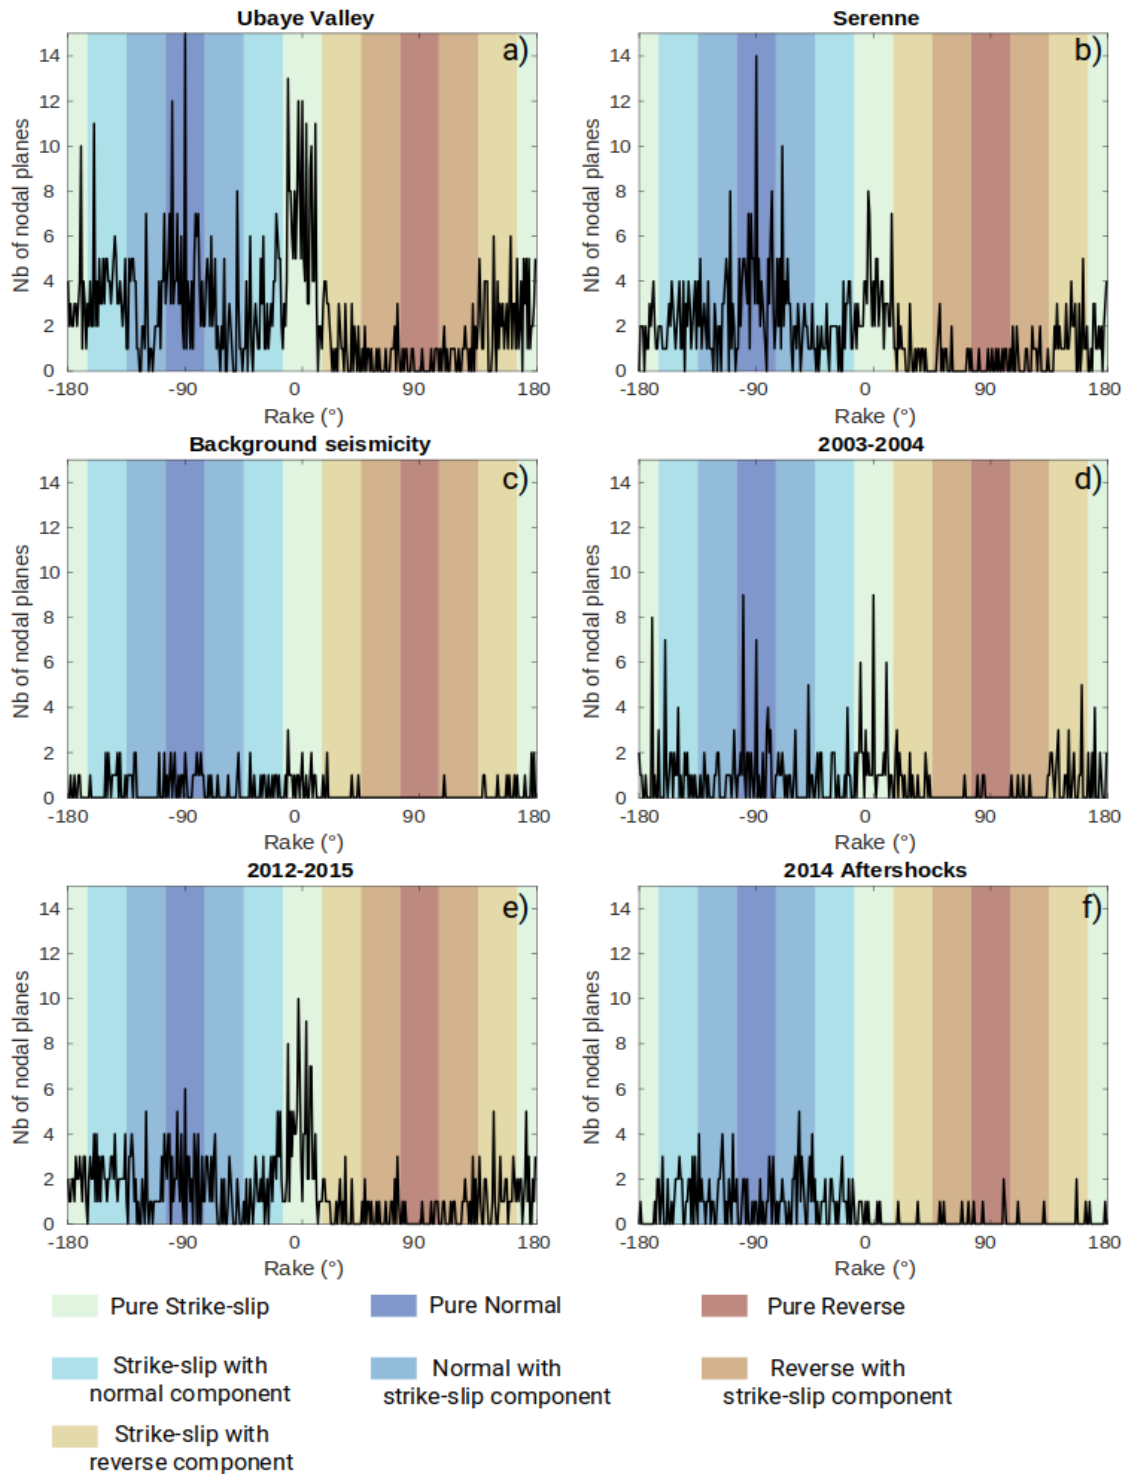 Ubaye Valley
a)
14
12
10
8
6
4
2
0
Nb of nodal planes
-180
-90
0
90
180
Rake (°)
Serenne
b)
14
12
10
8
6
4
2
0
Nb of nodal planes
-180
-90
0
90
180
Rake (°)
Background seismicity
c)
14
12
10
8
6
4
2
0
Nb of nodal planes
-180
-90
0
90
180
Rake (°)
2003-2004
d)
14
12
10
8
6
4
2
0
Nb of nodal planes
-180
-90
0
90
180
Rake (°)
2012-2015
e)
14
12
10
8
6
4
2
0
Nb of nodal planes
-180
-90
0
90
180
Rake (°)
2014 Aftershocks
f)
14
12
10
8
6
4
2
0
Nb of nodal planes
-180
-90
0
90
180
Rake (°)
Pure Strike-slip
Pure Normal
Pure Reverse
Strike-slip with
normal component
Normal with
strike-slip component
Reverse with
strike-slip component
Strike-slip with
reverse component